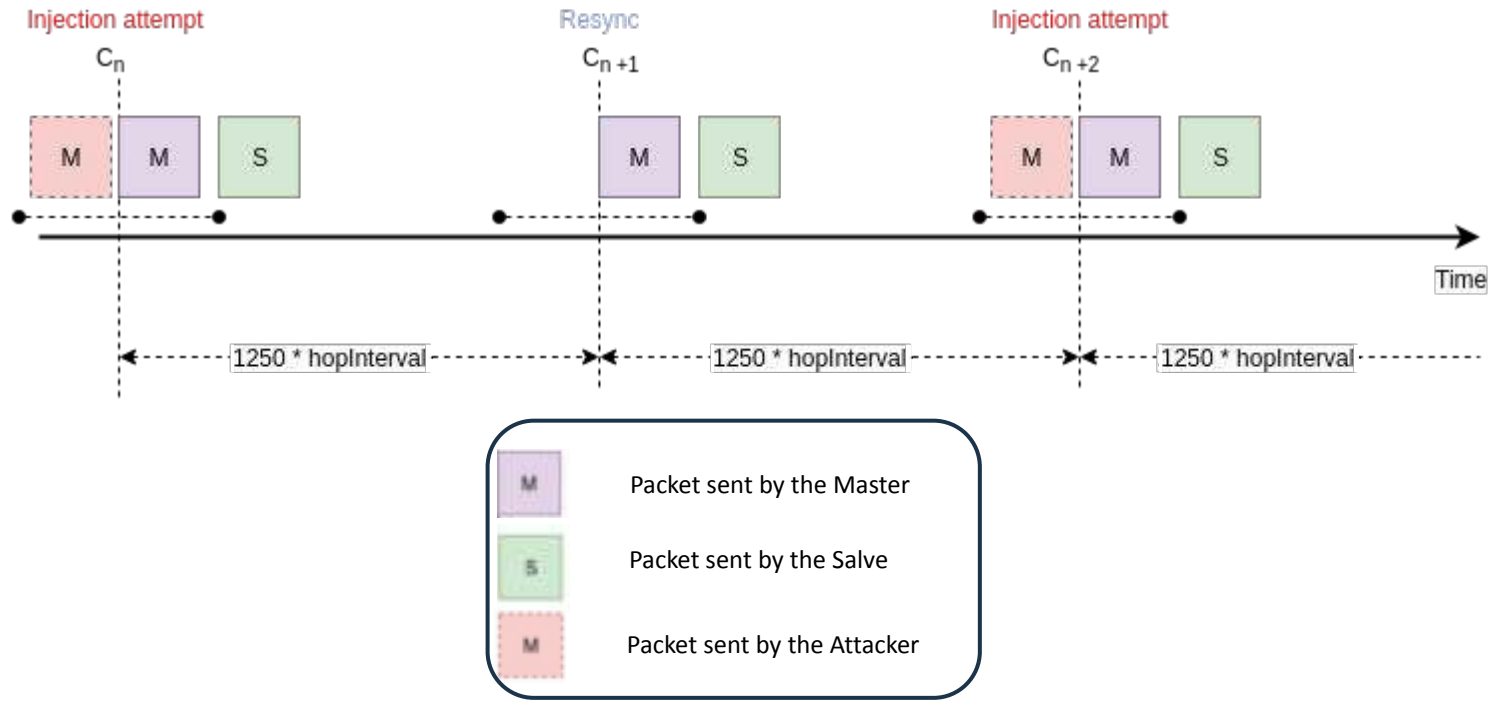 Injection attempt Resync Injection attempt
Cn Cn +1 Cn +2
M M S M S M M S
Time
1250 * hopInterval 1250 * hopInterval 1250 * hopInterval
M Packet sent by the Master
S Packet sent by the Salve
M Packet sent by the Attacker